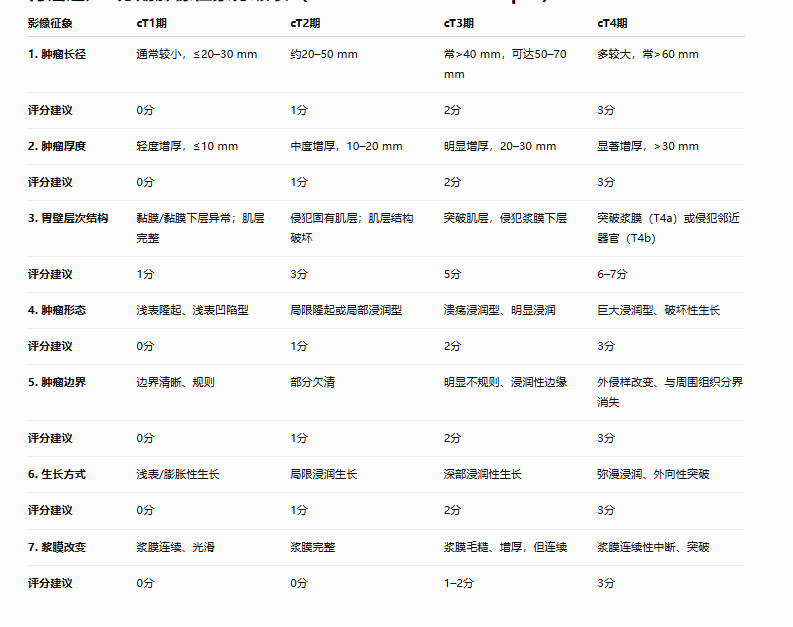 影像征象 cT1期 cT2期 cT3期 cT4期
1. 肿瘤长径 通常较小，≤20–30 mm 约20–50 mm 常>40 mm，可达50–70 mm 多较大，常>60 mm
评分建议 0分 1分 2分 3分
2. 肿瘤厚度 轻度增厚，≤10 mm 中度增厚，10–20 mm 明显增厚，20–30 mm 显著增厚，>30 mm
评分建议 0分 1分 2分 3分
3. 胃壁层次结构 黏膜/黏膜下层异常；肌层完整 侵犯固有肌层；肌层结构破坏 突破肌层，侵犯浆膜下层 突破浆膜（T4a）或侵犯邻近器官（T4b）
评分建议 1分 3分 5分 6–7分
4. 肿瘤形态 浅表隆起、浅表凹陷型 局限隆起或局部浸润型 溃疡浸润型、明显浸润 巨大浸润型、破坏性生长
评分建议 0分 1分 2分 3分
5. 肿瘤边界 边界清晰、规则 部分欠清 明显不规则、浸润性边缘 外侵样改变、与周围组织分界消失
评分建议 0分 1分 2分 3分
6. 生长方式 浅表/膨胀性生长 局限浸润生长 深部浸润性生长 弥漫浸润、外向性突破
评分建议 0分 1分 2分 3分
7. 浆膜改变 浆膜连续、光滑 浆膜完整 浆膜毛糙、增厚，但连续 浆膜连续性中断、突破
评分建议 0分 0分 1–2分 3分